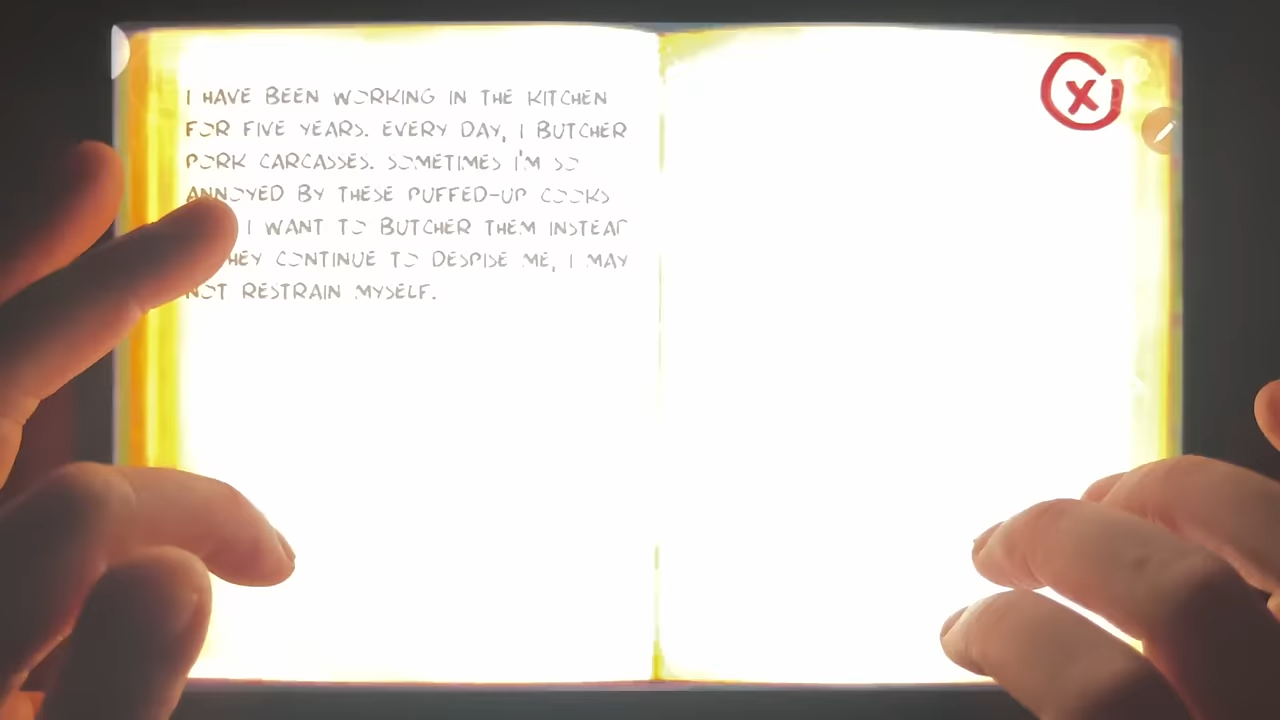 I HAVE BEEN WORKING IN THE KITCHEN
FOR FIVE YEARS. EVERY DAY, I BUTCHER
PORK CARCASSES. SOMETIMES I'M SO
ANNOYED BY THESE PUFFED-UP COOKS
I WANT TO BUTCHER THEM INSTEAD
THEY CONTINUE TO DESPISE ME, I MAY
NOT RESTRAIN MYSELF.
X